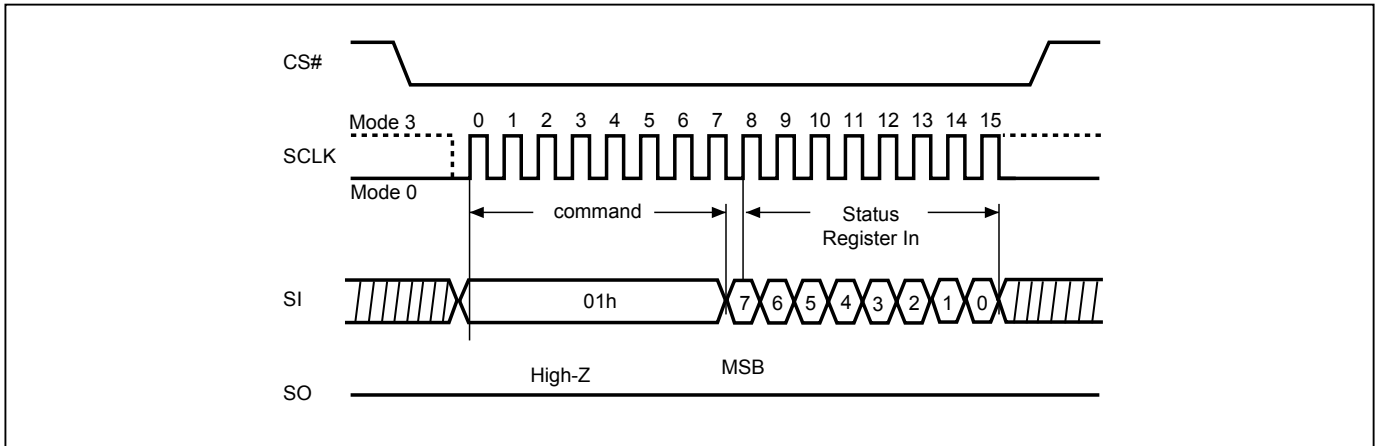 CS#
Mode 3
0 1 2 3 4 5 6 7 8 9 10 11 12 13 14 15
SCLK
Mode 0
command
Status
Register In
SI
01h
7 6 5 4 3 2 1 0
High-Z
MSB
SO